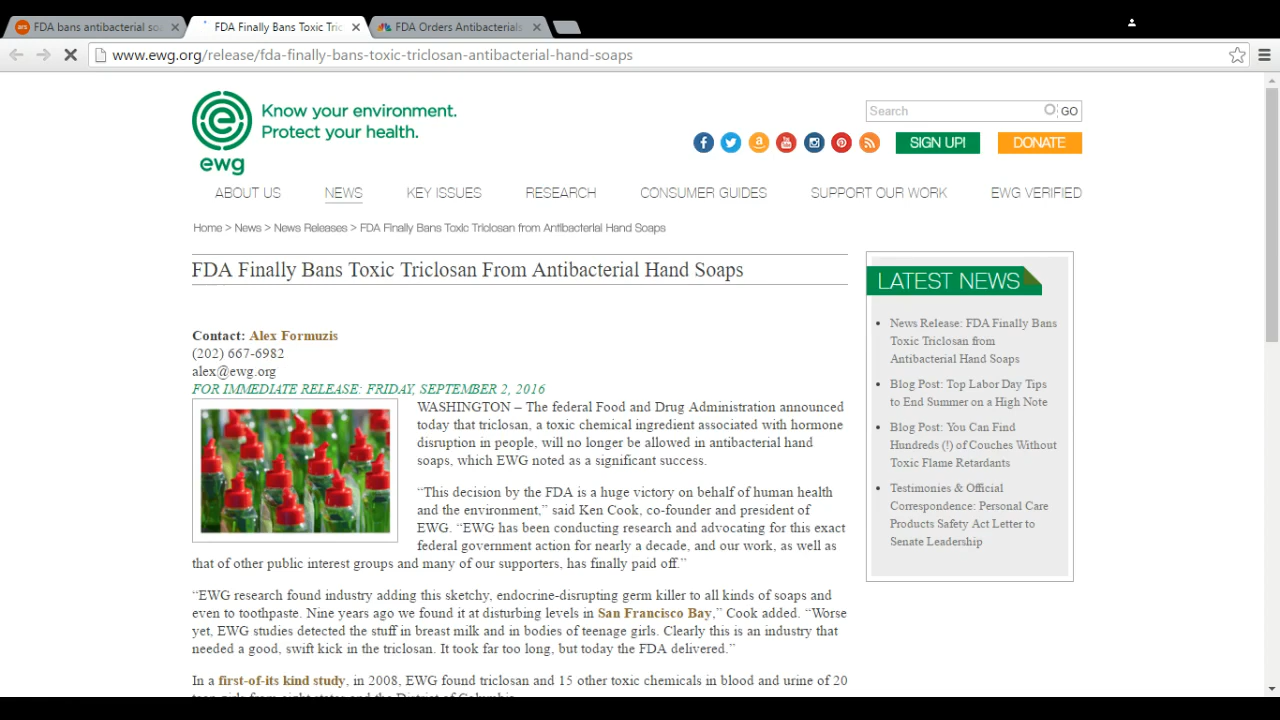 FDA bans antibacterial so
FDA Finally Bans Toxic Tric
FDA Orders Antibacterials
www.ewg.org/release/fda-finally-bans-toxic-triclosan-antibacterial-hand-soaps
Know your environment.
Protect your health.
ewg
Search
GO
SIGN UP!
DONATE
ABOUT US
NEWS
KEY ISSUES
RESEARCH
CONSUMER GUIDES
SUPPORT OUR WORK
EWG VERIFIED
Home > News > News Releases > FDA Finally Bans Toxic Triclosan from Antibacterial Hand Soaps
FDA Finally Bans Toxic Triclosan From Antibacterial Hand Soaps
Contact: Alex Formuzis
(202) 667-6982
alex@ewg.org
FOR IMMEDIATE RELEASE: FRIDAY, SEPTEMBER 2, 2016
WASHINGTON – The federal Food and Drug Administration announced
today that triclosan, a toxic chemical ingredient associated with hormone
disruption in people, will no longer be allowed in antibacterial hand
soaps, which EWG noted as a significant success.
“This decision by the FDA is a huge victory on behalf of human health
and the environment,” said Ken Cook, co-founder and president of
EWG. “EWG has been conducting research and advocating for this exact
federal government action for nearly a decade, and our work, as well as
that of other public interest groups and many of our supporters, has finally paid off.”
“EWG research found industry adding this sketchy, endocrine-disrupting germ killer to all kinds of soaps and
even to toothpaste. Nine years ago we found it at disturbing levels in San Francisco Bay,” Cook added. “Worse
yet, EWG studies detected the stuff in breast milk and in bodies of teenage girls. Clearly this is an industry that
needed a good, swift kick in the triclosan. It took far too long, but today the FDA delivered.”
In a first-of-its kind study, in 2008, EWG found triclosan and 15 other toxic chemicals in blood and urine of 20
teen girls from eight states and the District of Columbia
LATEST NEWS
News Release: FDA Finally Bans
Toxic Triclosan from
Antibacterial Hand Soaps
Blog Post: Top Labor Day Tips
to End Summer on a High Note
Blog Post: You Can Find
Hundreds (!) of Couches Without
Toxic Flame Retardants
Testimonies & Official
Correspondence: Personal Care
Products Safety Act Letter to
Senate Leadership